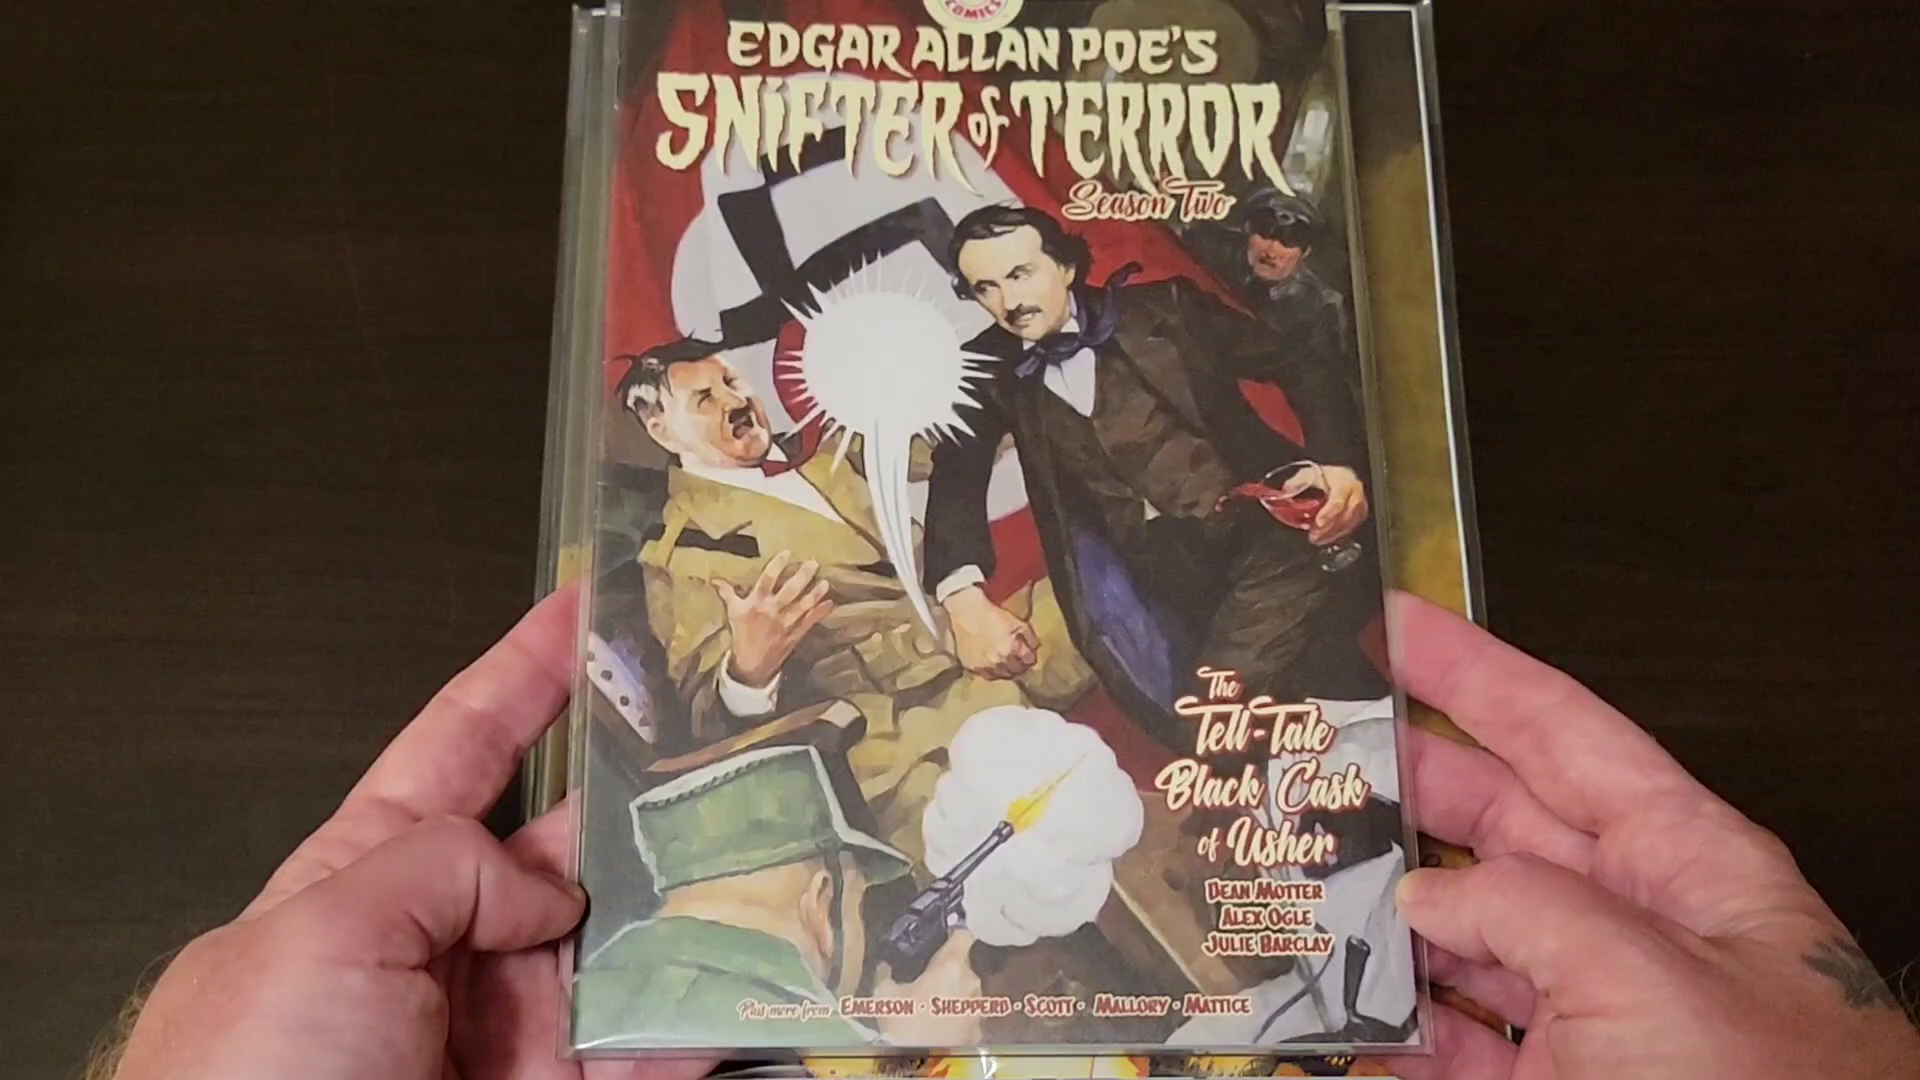 COMICS
EDGAR ALLAN POE'S
SNIFTER of TERROR
Season Two
The
Tell-Tale
Black Cask
of Usher
DEAN MOTTER
ALEX OGLE
JULIE BARCLAY
Plus more from EMERSON · SHEPPERD · SCOTT · MALLORY · MATTICE